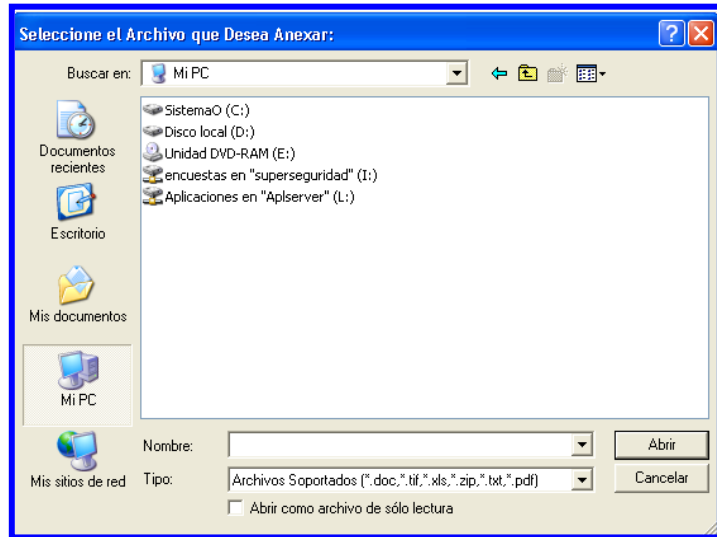 Seleccione el Archivo que Desea Anexar:
Buscar en: Mi PC
SistemaO (C:)
Disco local (D:)
Unidad DVD-RAM (E:)
encuestas en "superseguridad" (I:)
Aplicaciones en "Aplserver" (L:)
Documentos
recientes
Escritorio
Mis documentos
Mi PC
Mis sitios de red
Nombre:
Abrir
Tipo: Archivos Soportados (*.doc,*.tif,*.xls,*.zip,*.txt,*.pdf)
Cancelar
Abrir como archivo de sólo lectura